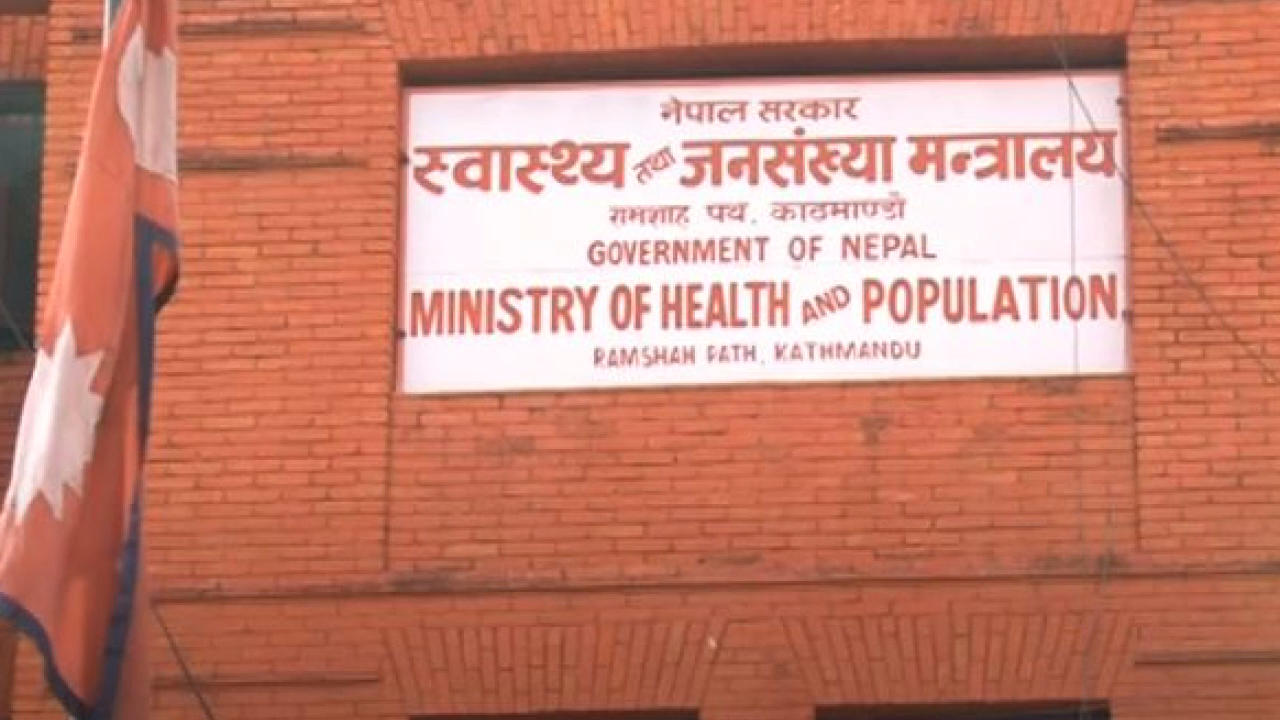 नेपाल सरकार
स्वास्थ्य तथा जनसंख्या मन्त्रालय
रामशाह पथ, काठमाण्डौ
GOVERNMENT OF NEPAL
MINISTRY OF HEALTH AND POPULATION
RAMSHAH PATH, KATHMANDU